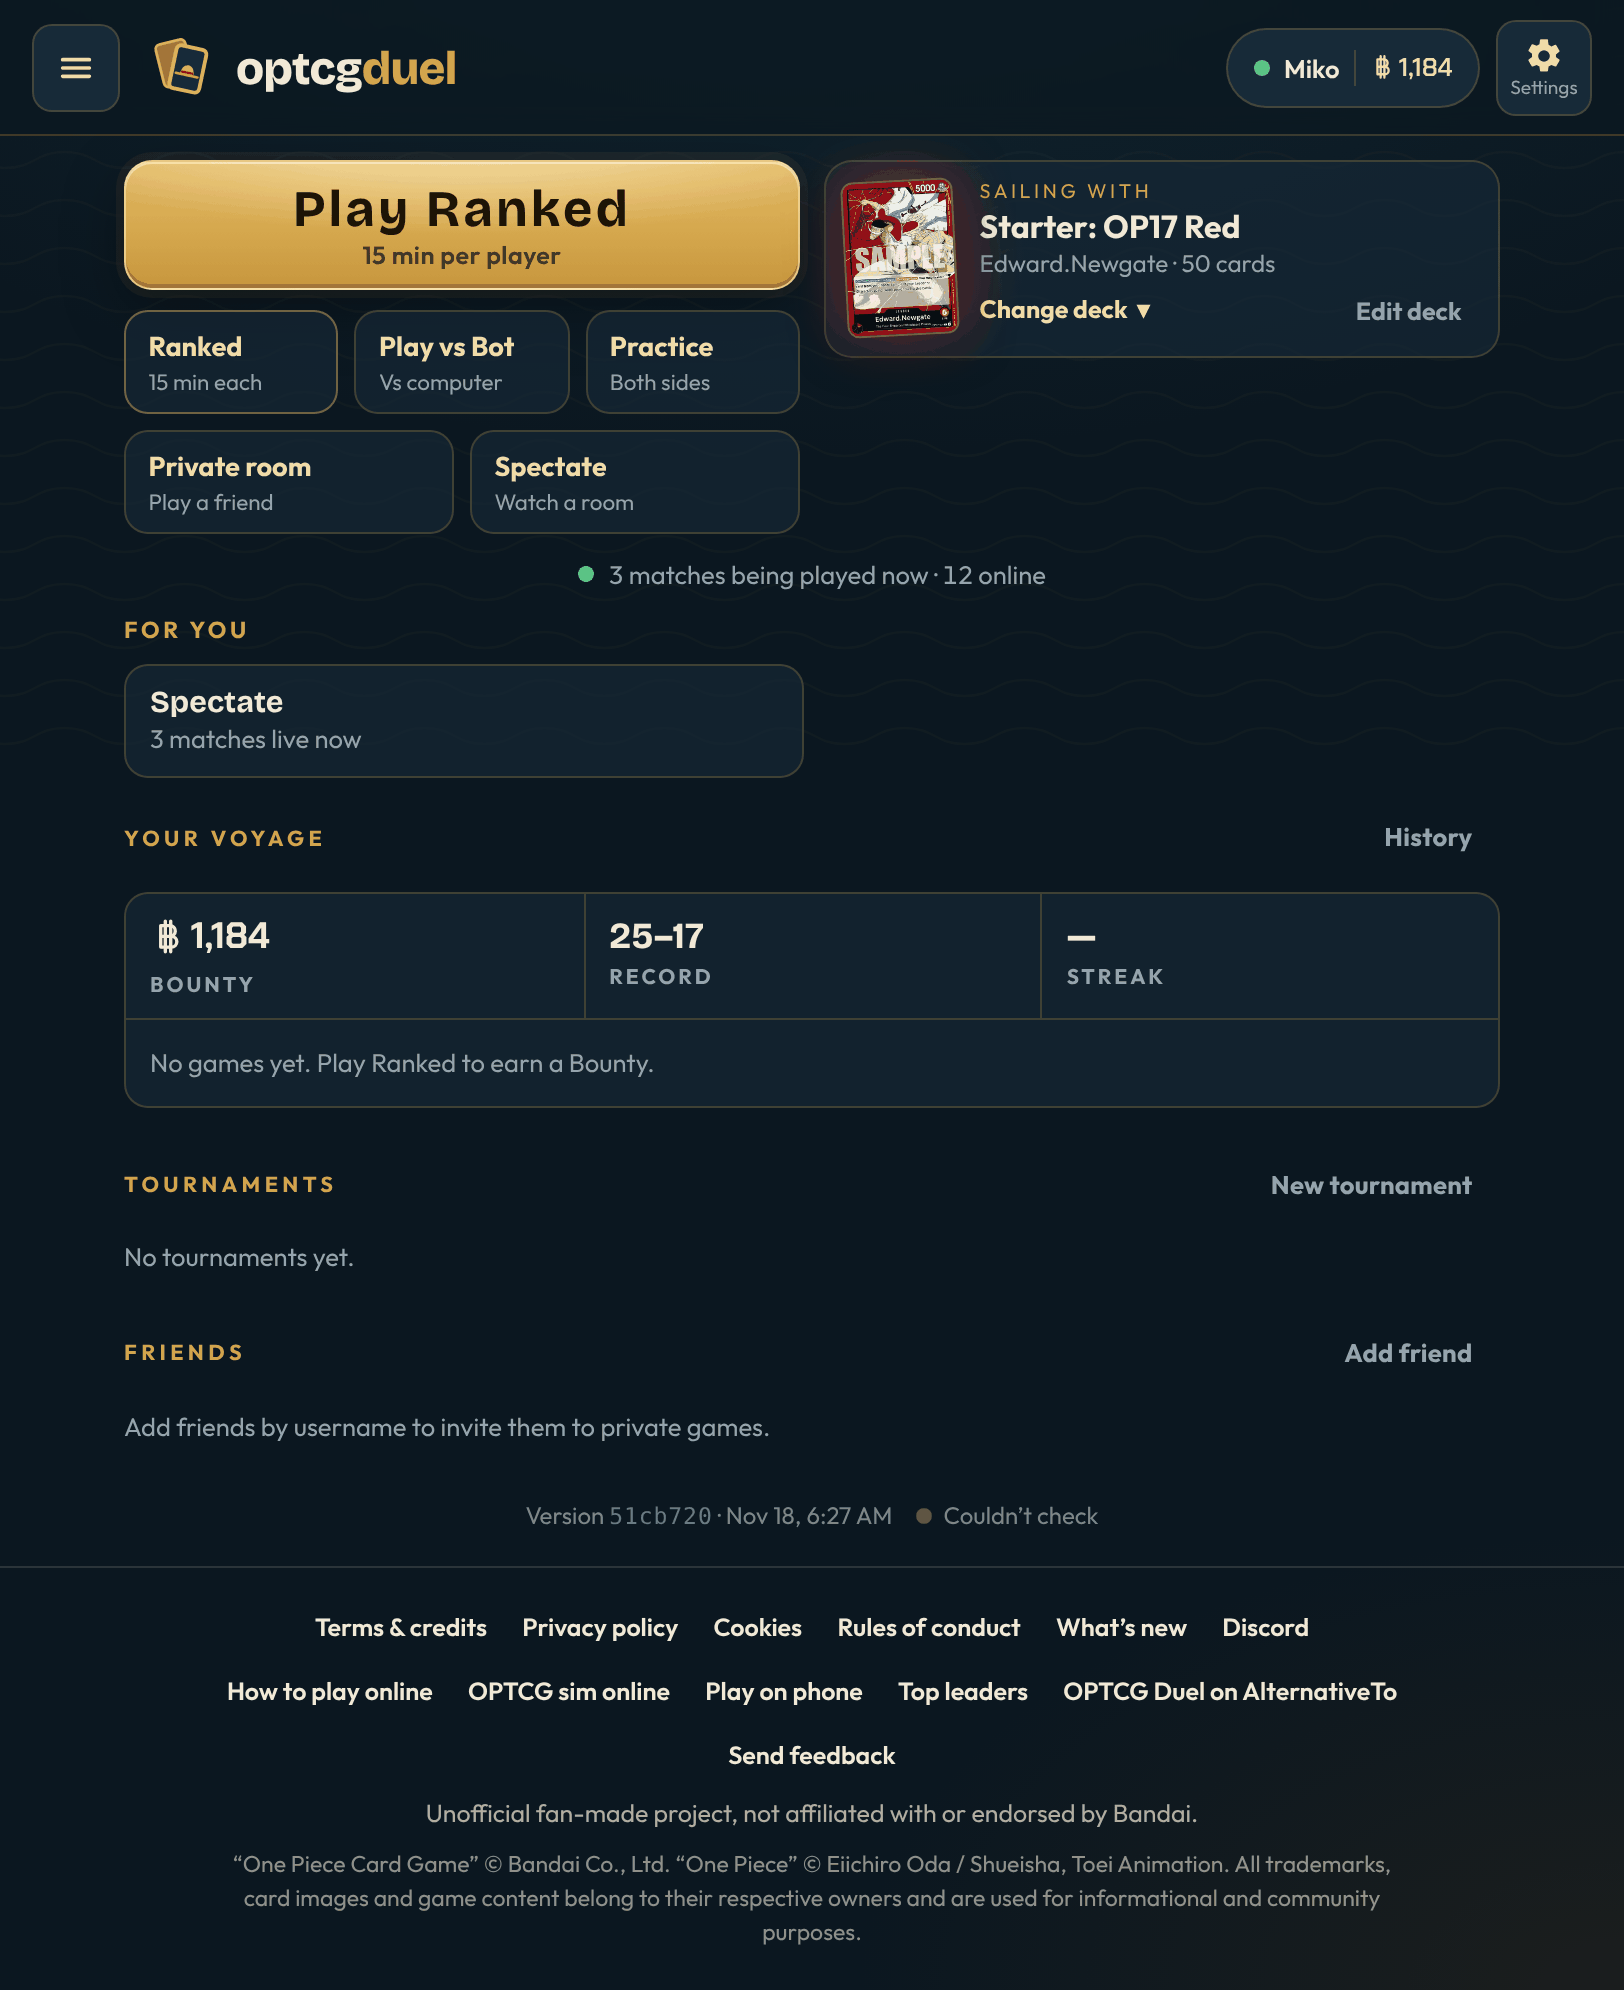 optcgduel
Miko
฿ 1,184
Settings
Play Ranked
15 min per player
Ranked
15 min each
Play vs Bot
Vs computer
Practice
Both sides
Private room
Play a friend
Spectate
Watch a room
5000
SAMPLE
Edward.Newgate
SAILING WITH
Starter: OP17 Red
Edward.Newgate · 50 cards
Change deck ▼
Edit deck
3 matches being played now · 12 online
FOR YOU
Spectate
3 matches live now
YOUR VOYAGE
History
฿ 1,184
BOUNTY
25–17
RECORD
—
STREAK
No games yet. Play Ranked to earn a Bounty.
TOURNAMENTS
New tournament
No tournaments yet.
FRIENDS
Add friend
Add friends by username to invite them to private games.
Version 51cb720 · Nov 18, 6:27 AM
Couldn’t check
Terms & credits
Privacy policy
Cookies
Rules of conduct
What’s new
Discord
How to play online
OPTCG sim online
Play on phone
Top leaders
OPTCG Duel on AlternativeTo
Send feedback
Unofficial fan-made project, not affiliated with or endorsed by Bandai.
“One Piece Card Game” © Bandai Co., Ltd. “One Piece” © Eiichiro Oda / Shueisha, Toei Animation. All trademarks,
card images and game content belong to their respective owners and are used for informational and community
purposes.